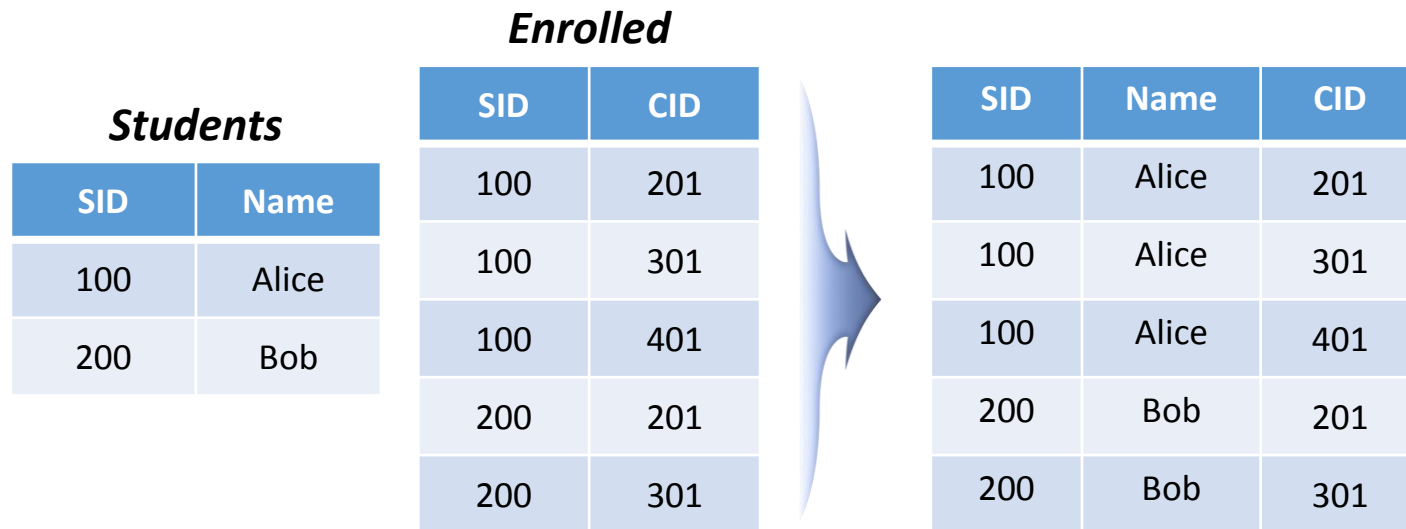 Students
SID Name
100 Alice
200 Bob
Enrolled
SID CID
100 201
100 301
100 401
200 201
200 301
SID Name CID
100 Alice 201
100 Alice 301
100 Alice 401
200 Bob 201
200 Bob 301